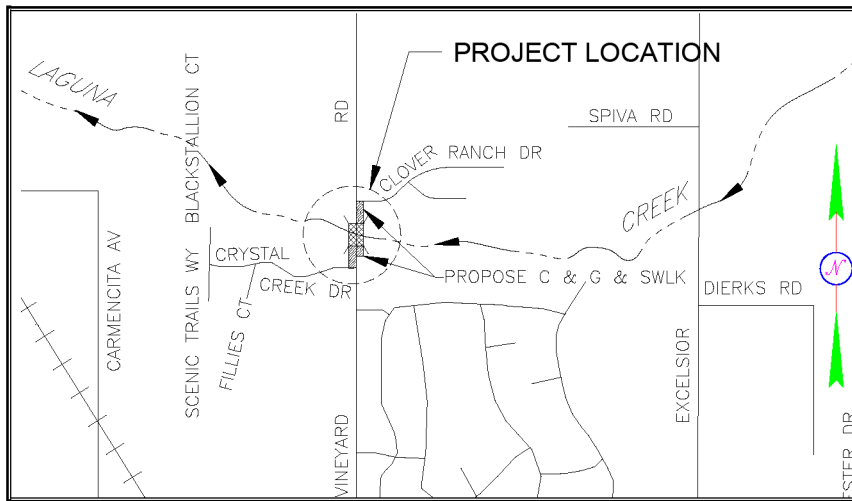 PROJECT LOCATION
LAGUNA
SCENIC TRAILS WY BLACKSTALLION CT
VINEYARD RD
SPIVA RD
CLOVER RANCH DR
CREEK
CARMENCITA AV
CRYSTAL CREEK DR
FILLIES CT
PROPOSE C & G & SWLK
DIERKS RD
EXCELSIOR
N
STER DR